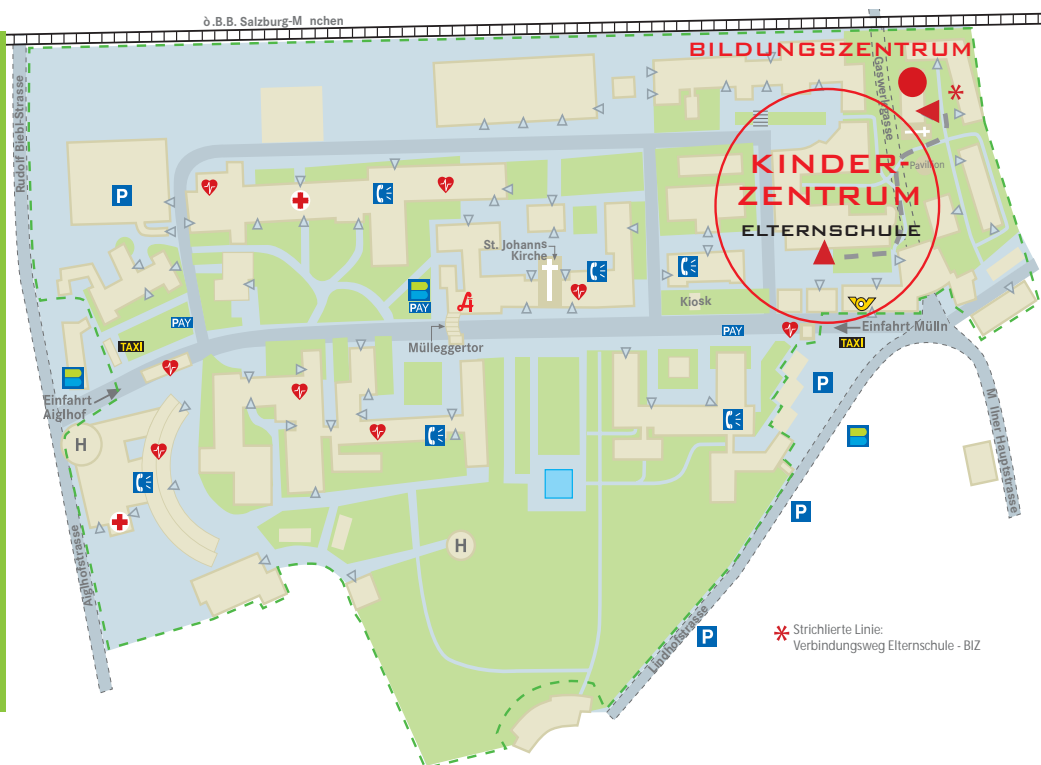 ò.B.B. Salzburg-M nchen
BILDUNGSZENTRUM
Rudolf Biebl-Strasse
Gaswerkgasse
Pavillon
KINDER-
ZENTRUM
ELTERNSCHULE
P
St. Johanns
Kirche
Kiosk
PAY
PAY
PAY
TAXI
TAXI
Mülleggertor
Einfahrt Mülln
Einfahrt
Aiglhof
H
H
P
P
P
M llner Hauptstrasse
Aiglhofstrasse
Lindhofstrasse
Strichlierte Linie:
Verbindungsweg Elternschule - BIZ